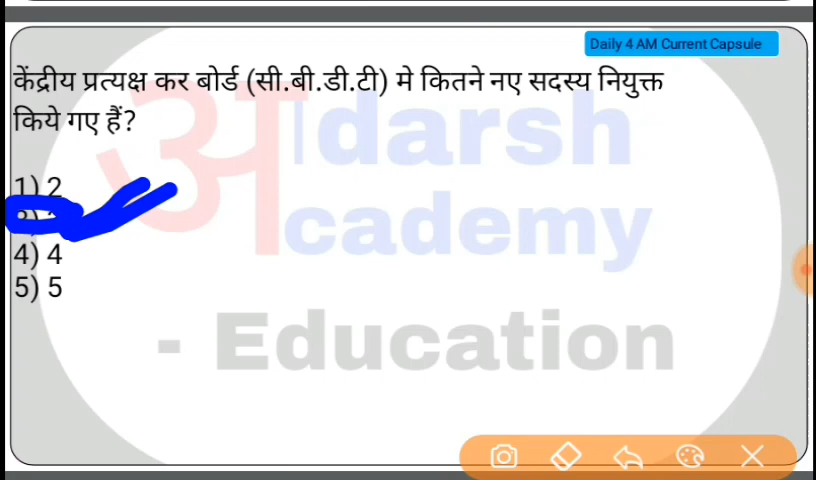 Daily 4 AM Current Capsule
केंद्रीय प्रत्यक्ष कर बोर्ड (सी.बी.डी.टी) मे कितने नए सदस्य नियुक्त
किये गए हैं?
1) 2
4) 4
5) 5
अादarsh
Academy
- Education